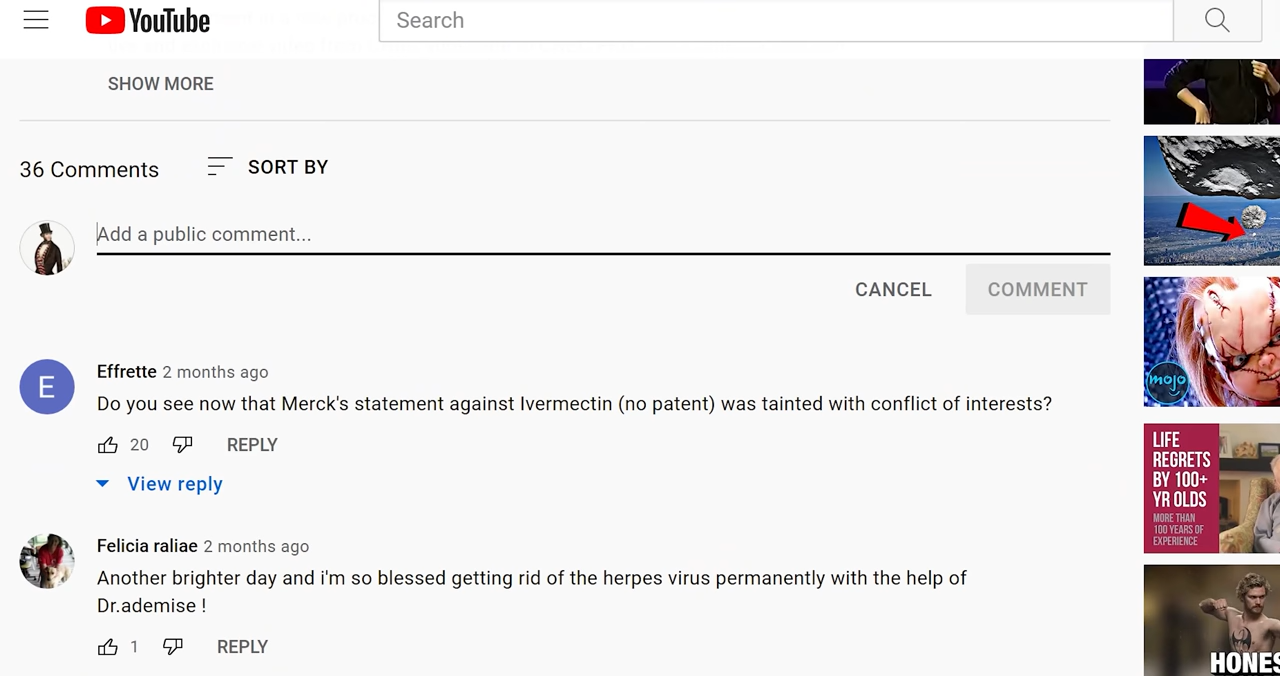 YouTube
Search
SHOW MORE
36 Comments
SORT BY
Add a public comment...
CANCEL
COMMENT
E
Effrette 2 months ago
Do you see now that Merck's statement against Ivermectin (no patent) was tainted with conflict of interests?
20
REPLY
View reply
Felicia raliae 2 months ago
Another brighter day and i'm so blessed getting rid of the herpes virus permanently with the help of
Dr.ademise !
1
REPLY
mojo
LIFE
REGRETS
BY 100+
YR OLDS
MORE THAN
100 YEARS OF
EXPERIENCE
HONES